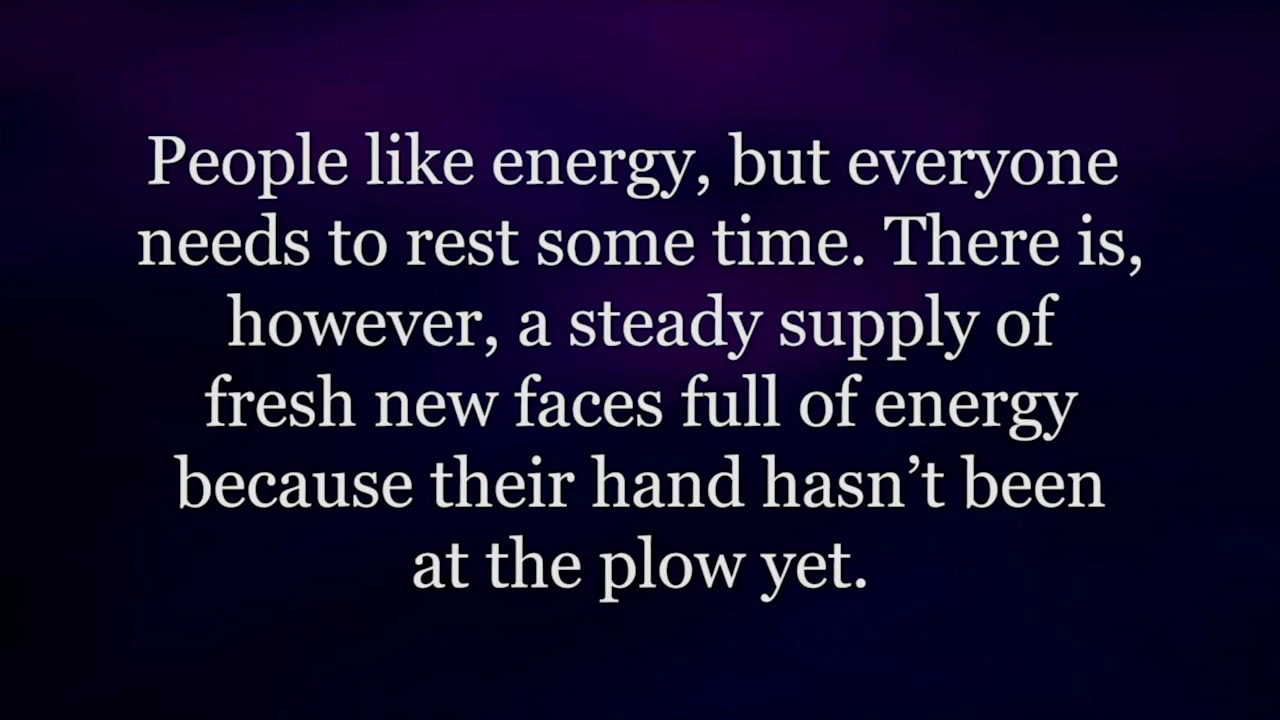 People like energy, but everyone
needs to rest some time. There is,
however, a steady supply of
fresh new faces full of energy
because their hand hasn’t been
at the plow yet.